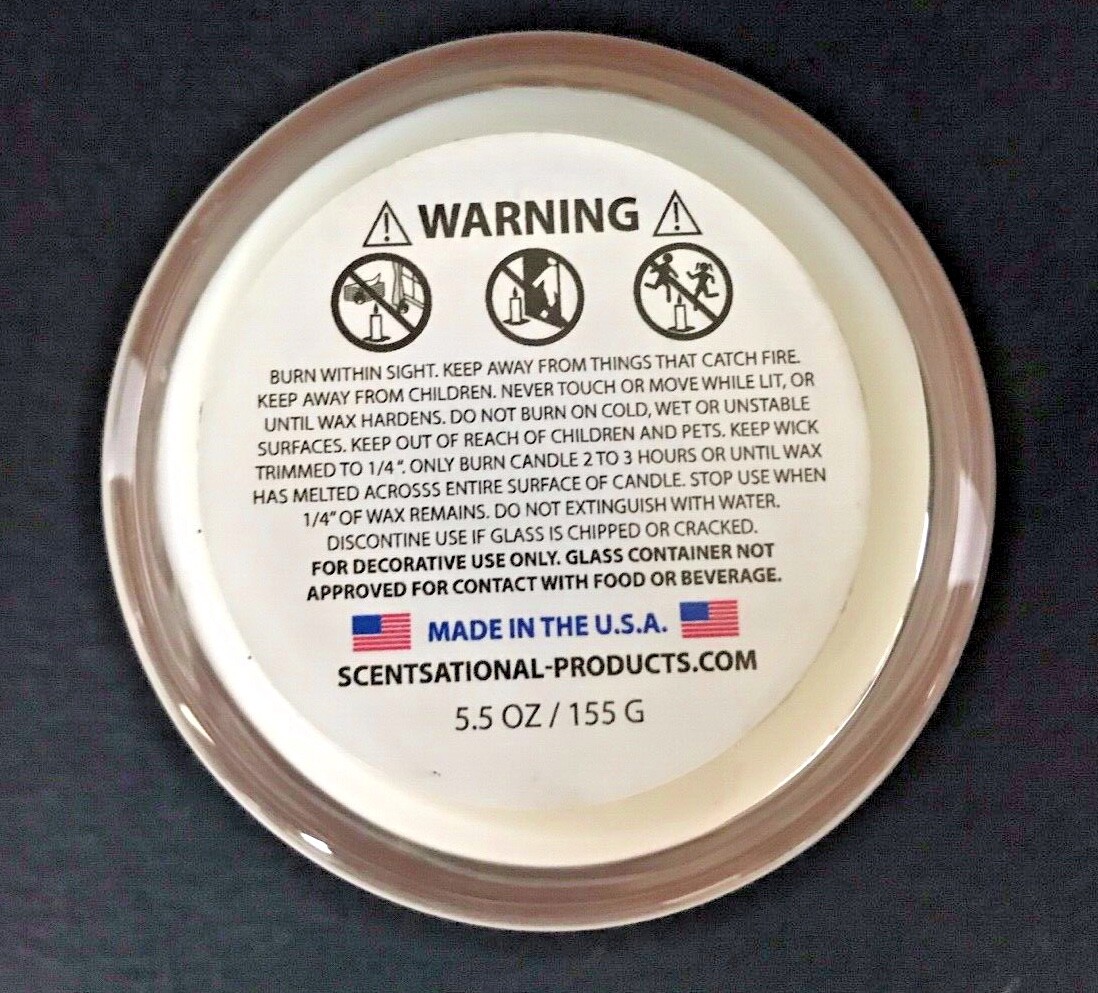 WARNING
BURN WITHIN SIGHT. KEEP AWAY FROM THINGS THAT CATCH FIRE.
KEEP AWAY FROM CHILDREN. NEVER TOUCH OR MOVE WHILE LIT, OR
UNTIL WAX HARDENS. DO NOT BURN ON COLD, WET OR UNSTABLE
SURFACES. KEEP OUT OF REACH OF CHILDREN AND PETS. KEEP WICK
TRIMMED TO 1/4". ONLY BURN CANDLE 2 TO 3 HOURS OR UNTIL WAX
HAS MELTED ACROSSS ENTIRE SURFACE OF CANDLE. STOP USE WHEN
1/4" OF WAX REMAINS. DO NOT EXTINGUISH WITH WATER.
DISCONTINE USE IF GLASS IS CHIPPED OR CRACKED.
FOR DECORATIVE USE ONLY. GLASS CONTAINER NOT
APPROVED FOR CONTACT WITH FOOD OR BEVERAGE.
MADE IN THE U.S.A.
SCENTSATIONAL-PRODUCTS.COM
5.5 OZ / 155 G